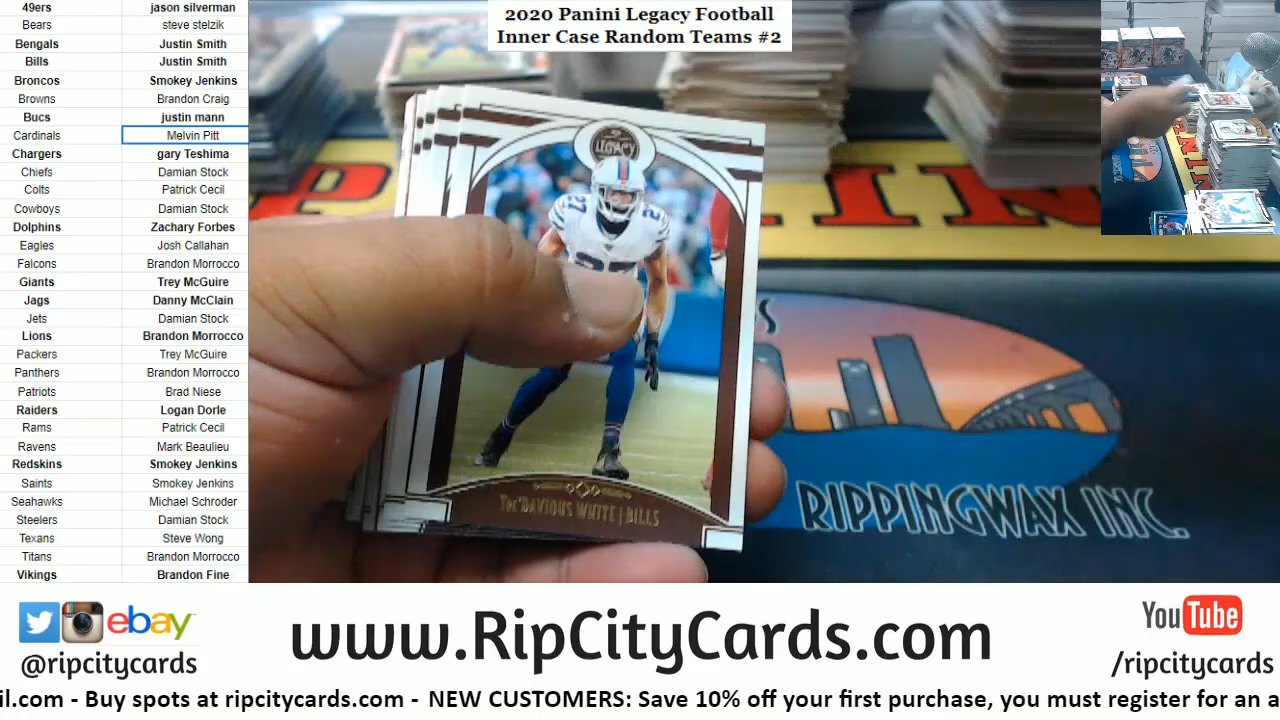 2020 Panini Legacy Football
Inner Case Random Teams #2
49ers jason silverman
Bears steve stelzik
Bengals Justin Smith
Bills Justin Smith
Broncos Smokey Jenkins
Browns Brandon Craig
Bucs justin mann
Cardinals Melvin Pitt
Chargers gary Teshima
Chiefs Damian Stock
Colts Patrick Cecil
Cowboys Damian Stock
Dolphins Zachary Forbes
Eagles Josh Callahan
Falcons Brandon Morrocco
Giants Trey McGuire
Jags Danny McClain
Jets Damian Stock
Lions Brandon Morrocco
Packers Trey McGuire
Panthers Brandon Morrocco
Patriots Brad Niese
Raiders Logan Dorle
Rams Patrick Cecil
Ravens Mark Beaulieu
Redskins Smokey Jenkins
Saints Smokey Jenkins
Seahawks Michael Schroder
Steelers Damian Stock
Texans Steve Wong
Titans Brandon Morrocco
Vikings Brandon Fine
LEGACY
27
27
TRE'DAVIOUS WHITE | BILLS
RIPPINGWAX INC.
ebay
@ripcitycards
www.RipCityCards.com
YouTube
/ripcitycards
il.com - Buy spots at ripcitycards.com - NEW CUSTOMERS: Save 10% off your first purchase, you must register for an a